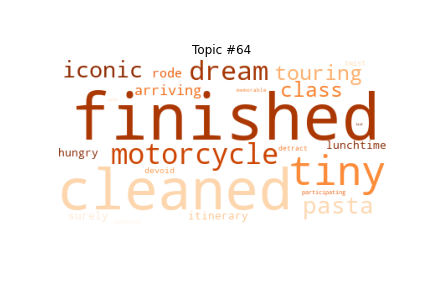 Topic #64
iconic rode dream touring
arriving memorable class
finished
hungry motorcycle detract lunchtime
devoid tiny
cleaned participating
surely itinerary pasta